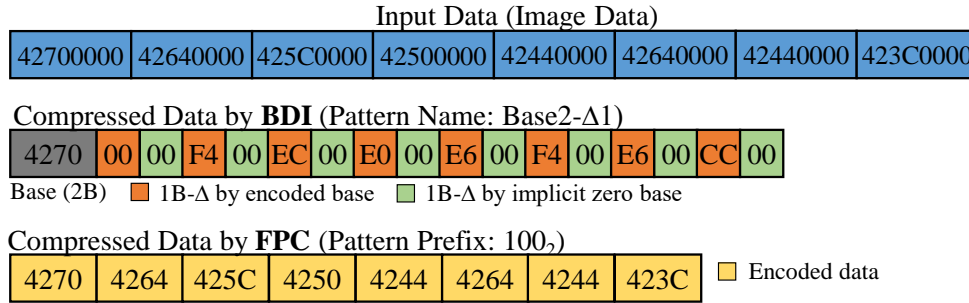 Input Data (Image Data)
42700000 42640000 425C0000 42500000 42440000 42640000 42440000 423C0000
Compressed Data by BDI (Pattern Name: Base2-Δ1)
4270 00 00 F4 00 EC 00 E0 00 E6 00 F4 00 E6 00 CC 00
Base (2B) 1B-Δ by encoded base 1B-Δ by implicit zero base
Compressed Data by FPC (Pattern Prefix: 100₂)
4270 4264 425C 4250 4244 4264 4244 423C Encoded data